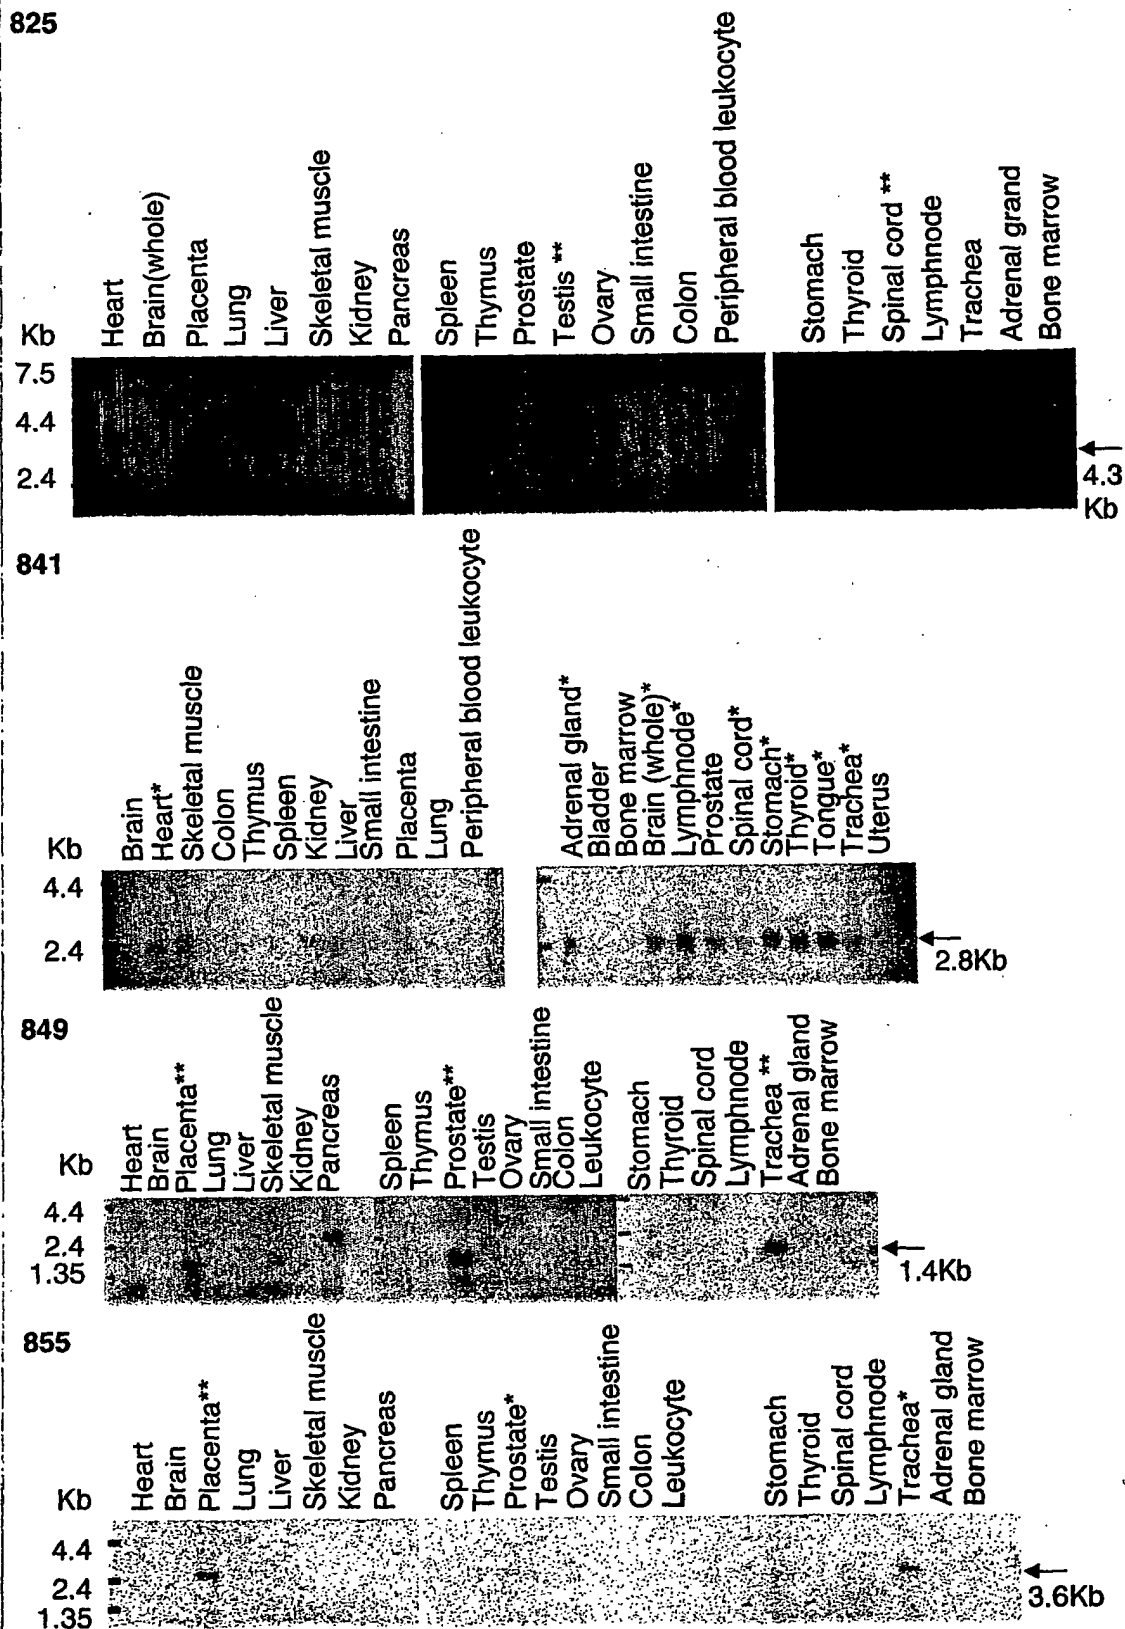 825
Heart
Brain(whole)
Placenta
Lung
Liver
Skeletal muscle
Kidney
Pancreas
Spleen
Thymus
Prostate
Testis **
Ovary
Small intestine
Colon
Peripheral blood leukocyte
Stomach
Thyroid
Spinal cord **
Lymphnode
Trachea
Adrenal grand
Bone marrow
Kb
7.5
4.4
2.4
4.3
Kb
841
Brain
Heart*
Skeletal muscle
Colon
Thymus
Spleen
Kidney
Liver
Small intestine
Placenta
Lung
Peripheral blood leukocyte
Adrenal gland*
Bladder
Bone marrow
Brain (whole)*
Lymphnode*
Prostate
Spinal cord*
Stomach*
Thyroid*
Tongue*
Trachea*
Uterus
Kb
4.4
2.4
2.8Kb
849
Heart
Brain
Placenta**
Lung
Liver
Skeletal muscle
Kidney
Pancreas
Spleen
Thymus
Prostate**
Testis
Ovary
Small intestine
Colon
Leukocyte
Stomach
Thyroid
Spinal cord
Lymphnode
Trachea **
Adrenal gland
Bone marrow
Kb
4.4
2.4
1.35
1.4Kb
855
Heart
Brain
Placenta**
Lung
Liver
Skeletal muscle
Kidney
Pancreas
Spleen
Thymus
Prostate*
Testis
Ovary
Small intestine
Colon
Leukocyte
Stomach
Thyroid
Spinal cord
Lymphnode
Trachea*
Adrenal gland
Bone marrow
Kb
4.4
2.4
1.35
3.6Kb